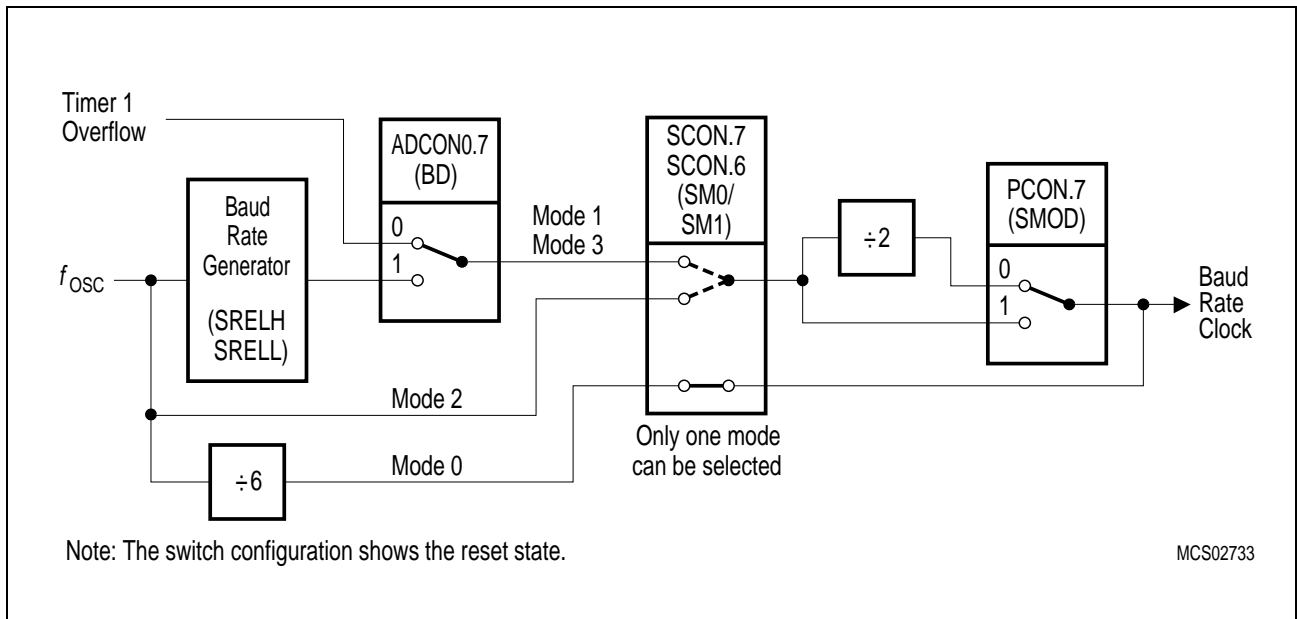 Timer 1
Overflow
ADCON0.7
(BD)
0
1
Baud
Rate
Generator
(SRELH
SRELL)
f OSC
Mode 1
Mode 3
Mode 2
Mode 0
÷6
SCON.7
SCON.6
(SM0/
SM1)
Only one mode
can be selected
÷2
PCON.7
(SMOD)
0
1
Baud
Rate
Clock
Note: The switch configuration shows the reset state.
MCS02733